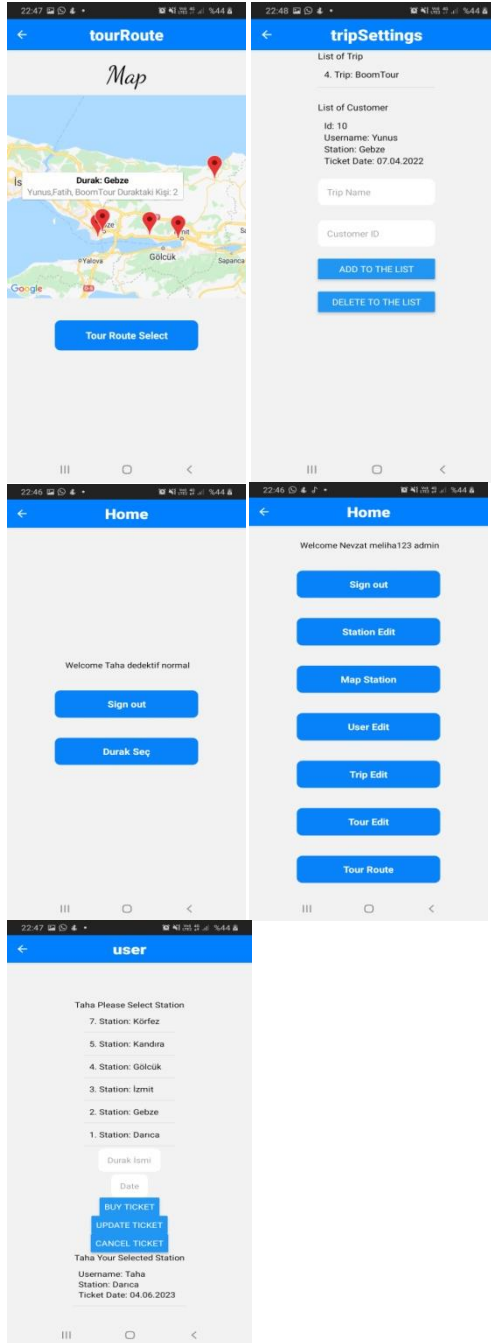 22:47
%44
tourRoute
Map
Durak: Gebze
Yunus,Fatih, BoomTour Duraktaki Kişi: 2
Yalova
Gölcük
Sapanca
Google
Tour Route Select
22:48
%44
tripSettings
List of Trip
4. Trip: BoomTour
List of Customer
Id: 10
Username: Yunus
Station: Gebze
Ticket Date: 07.04.2022
Trip Name
Customer ID
ADD TO THE LIST
DELETE TO THE LIST
22:46
%44
Home
Welcome Taha dedektif normal
Sign out
Durak Seç
22:46
%44
Home
Welcome Nevzat meliha123 admin
Sign out
Station Edit
Map Station
User Edit
Trip Edit
Tour Edit
Tour Route
22:47
%44
user
Taha Please Select Station
7. Station: Körfez
5. Station: Kandıra
4. Station: Gölcük
3. Station: İzmit
2. Station: Gebze
1. Station: Darıca
Durak İsmi
Date
BUY TICKET
UPDATE TICKET
CANCEL TICKET
Taha Your Selected Station
Username: Taha
Station: Darıca
Ticket Date: 04.06.2023